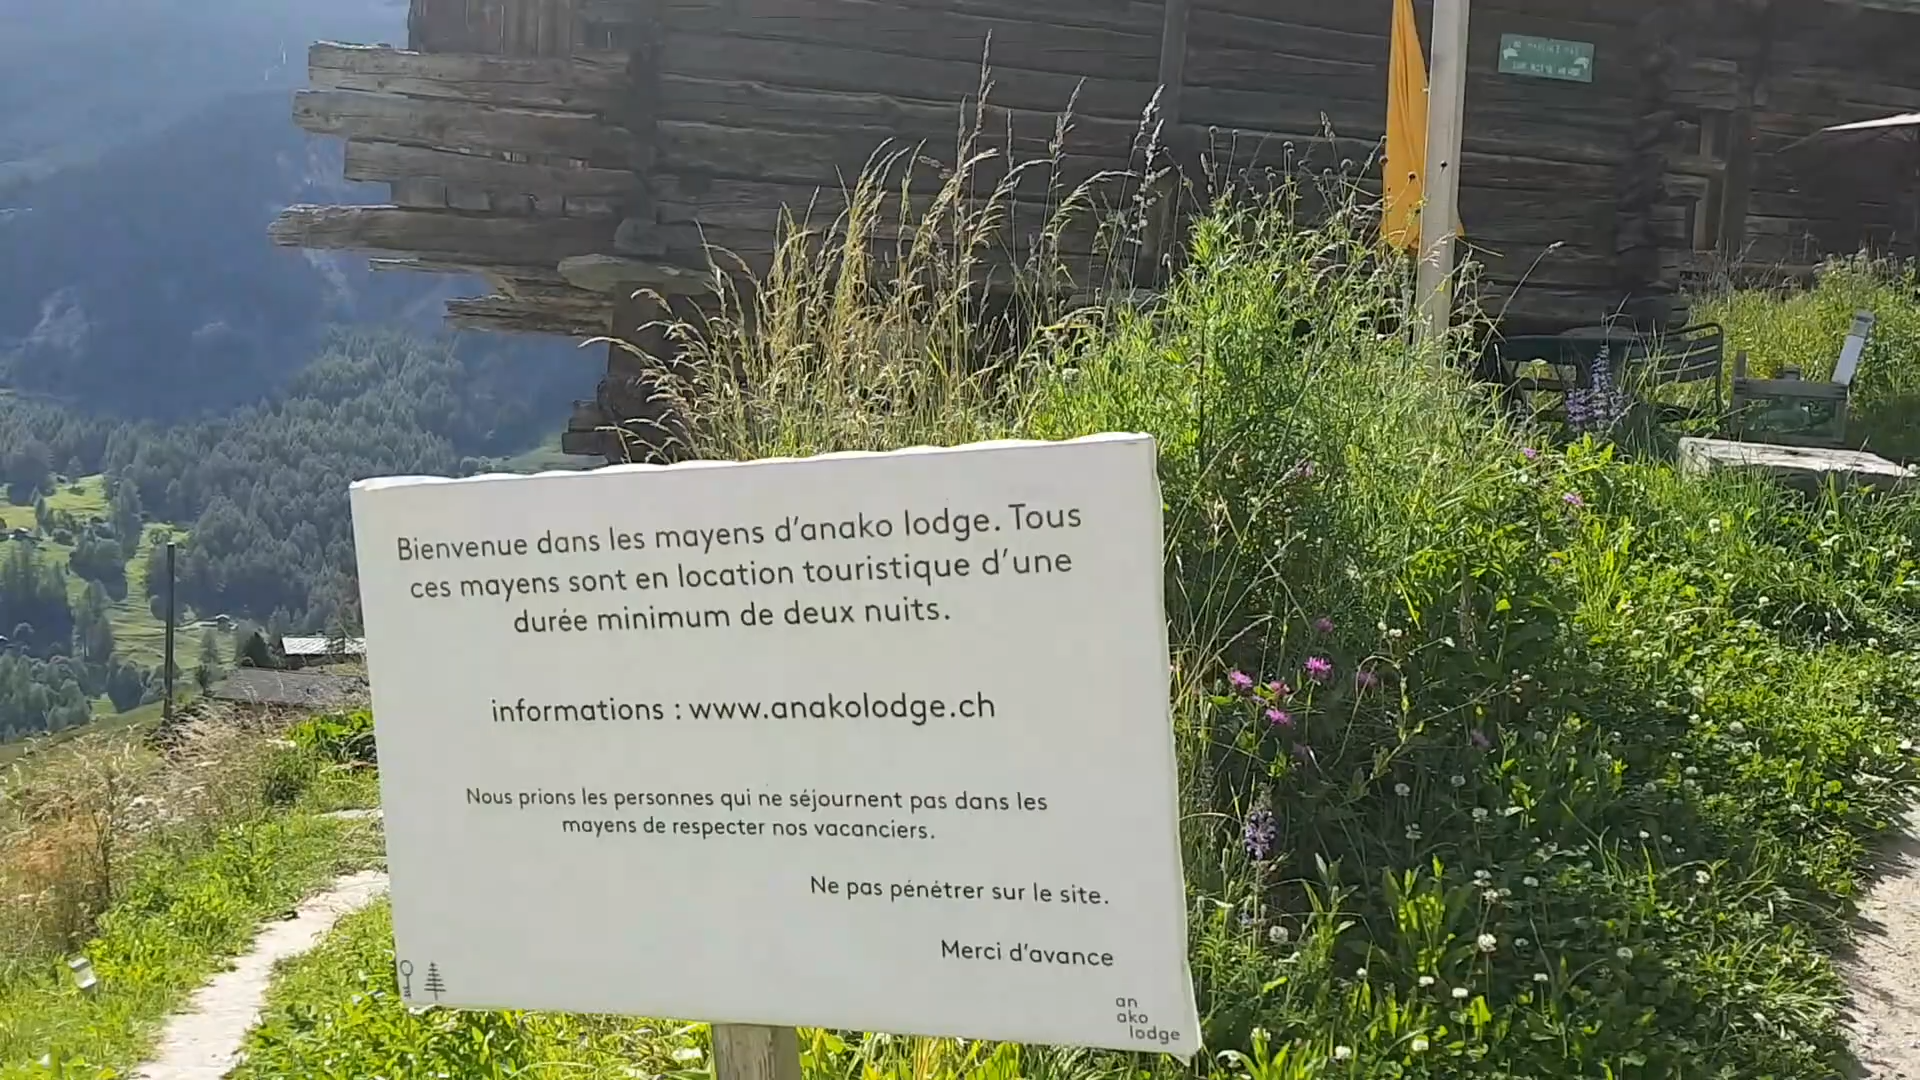 Bienvenue dans les mayens d'anako lodge. Tous
ces mayens sont en location touristique d'une
durée minimum de deux nuits.
informations : www.anakolodge.ch
Nous prions les personnes qui ne séjournent pas dans les
mayens de respecter nos vacanciers.
Ne pas pénétrer sur le site.
Merci d'avance
an
ako
lodge